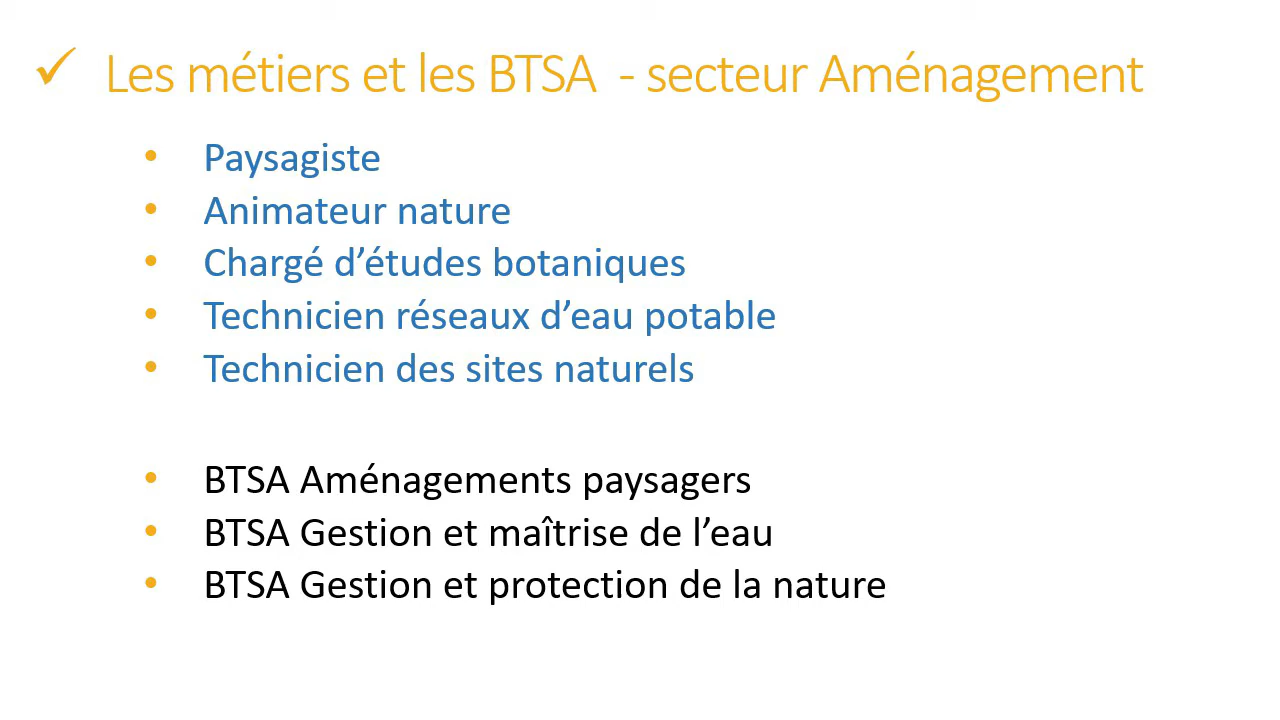 ✓ Les métiers et les BTSA - secteur Aménagement
• Paysagiste
• Animateur nature
• Chargé d’études botaniques
• Technicien réseaux d’eau potable
• Technicien des sites naturels
• BTSA Aménagements paysagers
• BTSA Gestion et maîtrise de l’eau
• BTSA Gestion et protection de la nature